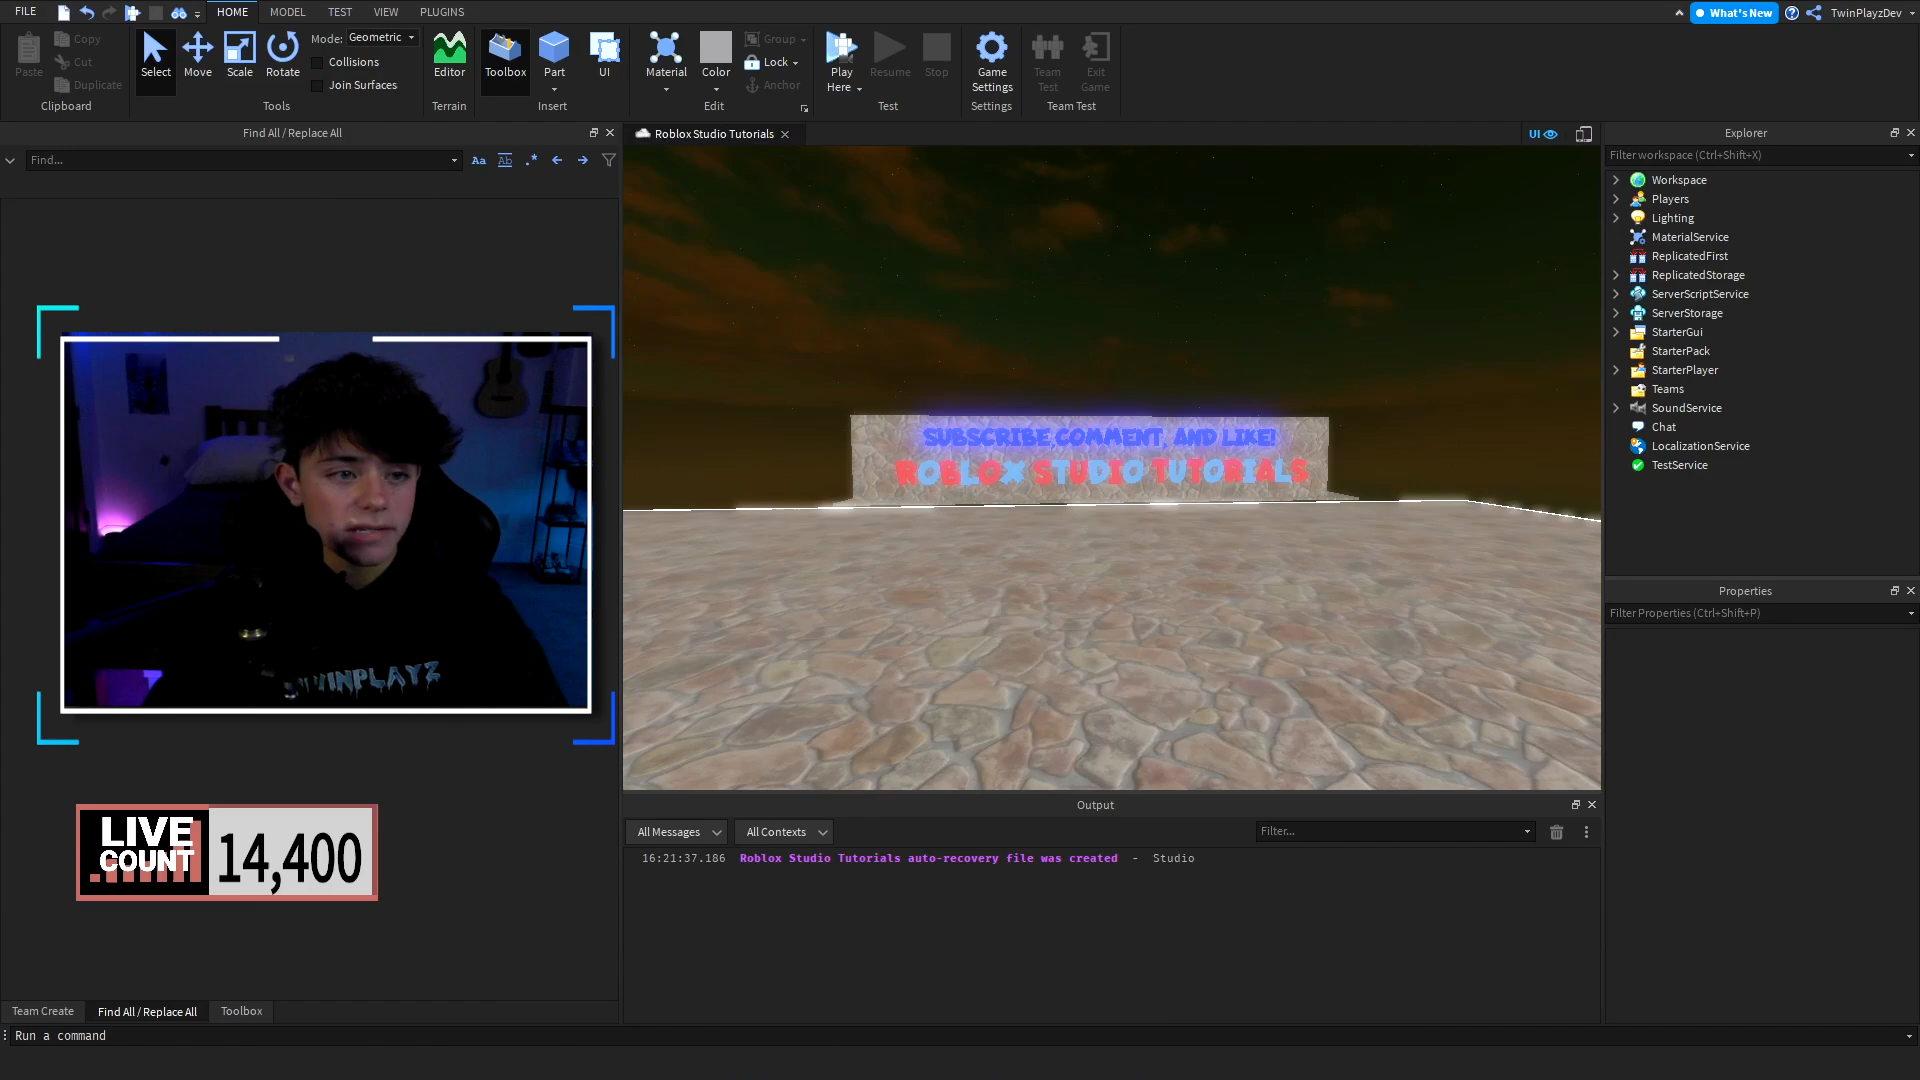 FILE
HOME
MODEL
TEST
VIEW
PLUGINS
What's New
TwinPlayzDev
Paste
Copy
Cut
Duplicate
Clipboard
Select
Move
Scale
Rotate
Mode: Geometric
Collisions
Join Surfaces
Tools
Editor
Terrain
Toolbox
Part
UI
Insert
Material
Color
Group
Lock
Anchor
Edit
Play
Here
Resume
Stop
Test
Game
Settings
Settings
Team
Test
Exit
Game
Team Test
Find All / Replace All
Find...
Aa
Ab
.*
LIVE
COUNT
14,400
Team Create
Find All / Replace All
Toolbox
Run a command
Roblox Studio Tutorials
UI
SUBSCRIBE,COMMENT, AND LIKE!
ROBLOX STUDIO TUTORIALS
Output
All Messages
All Contexts
Filter...
16:21:37.186 Roblox Studio Tutorials auto-recovery file was created - Studio
Explorer
Filter workspace (Ctrl+Shift+X)
Workspace
Players
Lighting
MaterialService
ReplicatedFirst
ReplicatedStorage
ServerScriptService
ServerStorage
StarterGui
StarterPack
StarterPlayer
Teams
SoundService
Chat
LocalizationService
TestService
Properties
Filter Properties (Ctrl+Shift+P)